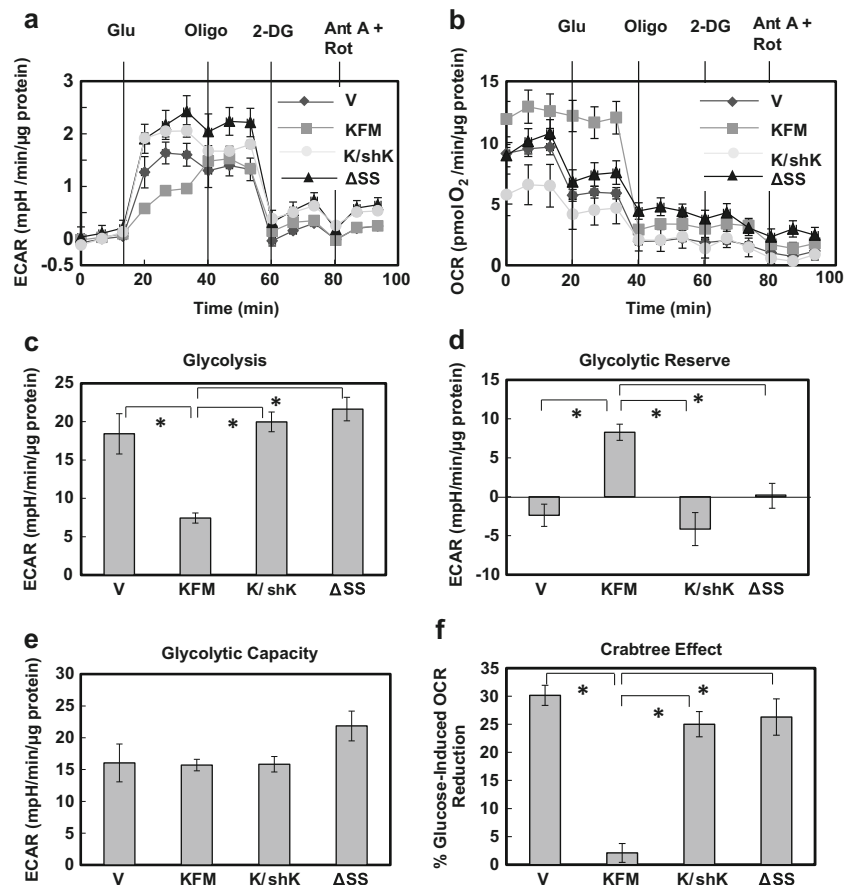 a
Glu
Oligo
2-DG
Ant A +
Rot
ECAR (mpH /min/µg protein)
3
2
1
0
-0.5
V
KFM
K/shK
ΔSS
0
20
40
60
80
100
Time (min)
b
Glu
Oligo
2-DG
Ant A +
Rot
OCR (pmol O2 /min/µg protein)
15
10
5
0
V
KFM
K/shK
ΔSS
0
20
40
60
80
100
Time (min)
c
Glycolysis
ECAR (mpH/min/µg protein)
25
20
15
10
5
0
*
*
*
V
KFM
K/shK
ΔSS
d
Glycolytic Reserve
ECAR (mpH/min/µg protein)
15
10
5
0
-5
-10
*
*
*
V
KFM
K/shK
ΔSS
e
Glycolytic Capacity
ECAR (mpH/min/µg protein)
30
25
20
15
10
5
0
V
KFM
K/shK
ΔSS
f
Crabtree Effect
% Glucose-Induced OCR
Reduction
35
30
25
20
15
10
5
0
*
*
*
V
KFM
K/shK
ΔSS